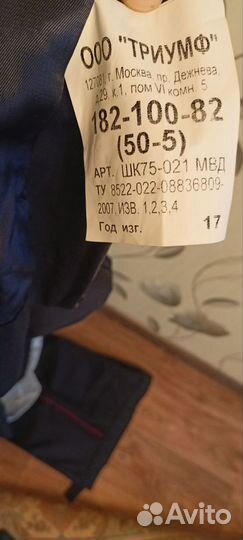 ООО "ТРИУМФ"
127081, г. Москва, пр. Дежнева,
д.29, к.1, пом VI комн. 5
182-100-82
(50-5)
АРТ. ШК75-021 МВД
ТУ 8522-022-08836809-
2007, ИЗВ. 1,2,3,4
Год изг. 17
Avito